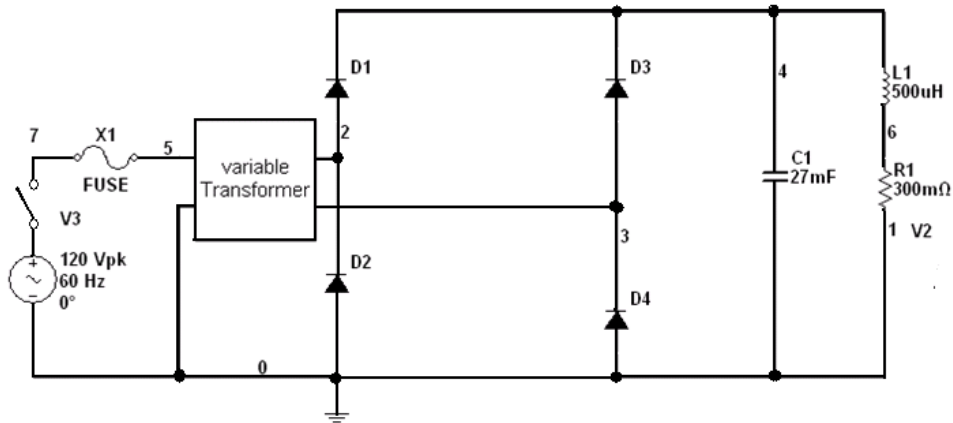 D1
D3
4
L1
500uH
7
X1
5
2
6
variable
Transformer
C1
27mF
R1
300mΩ
FUSE
V3
3
1
V2
120 Vpk
60 Hz
0°
D2
D4
0